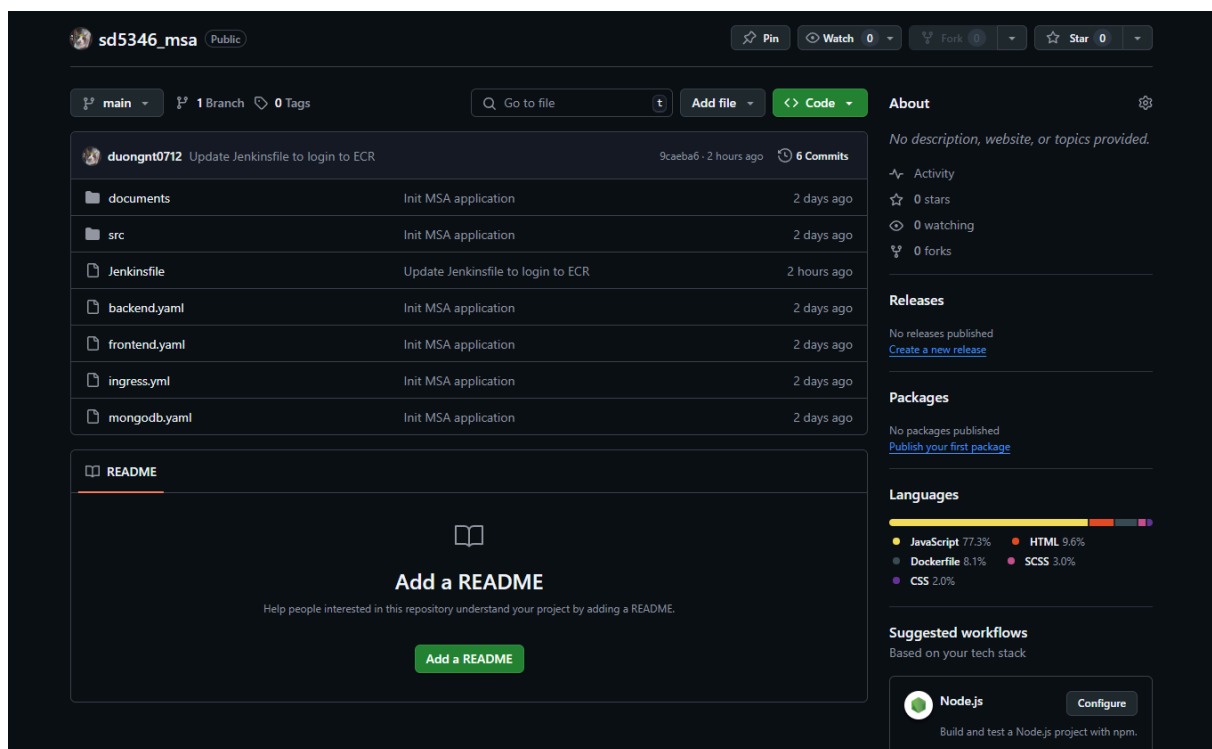 sd5346_msa Public Pin Watch 0 Fork 0 Star 0
main 1 Branch 0 Tags Go to file t Add file <> Code
duongnt0712 Update Jenkinsfile to login to ECR 9caeba6 · 2 hours ago 6 Commits
documents Init MSA application 2 days ago
src Init MSA application 2 days ago
Jenkinsfile Update Jenkinsfile to login to ECR 2 hours ago
backend.yaml Init MSA application 2 days ago
frontend.yaml Init MSA application 2 days ago
ingress.yml Init MSA application 2 days ago
mongodb.yaml Init MSA application 2 days ago
README
Add a README
Help people interested in this repository understand your project by adding a README.
Add a README
About
No description, website, or topics provided.
Activity
0 stars
0 watching
0 forks
Releases
No releases published
Create a new release
Packages
No packages published
Publish your first package
Languages
JavaScript 77.3% HTML 9.6%
Dockerfile 8.1% SCSS 3.0%
CSS 2.0%
Suggested workflows
Based on your tech stack
Node.js Configure
Build and test a Node.js project with npm.